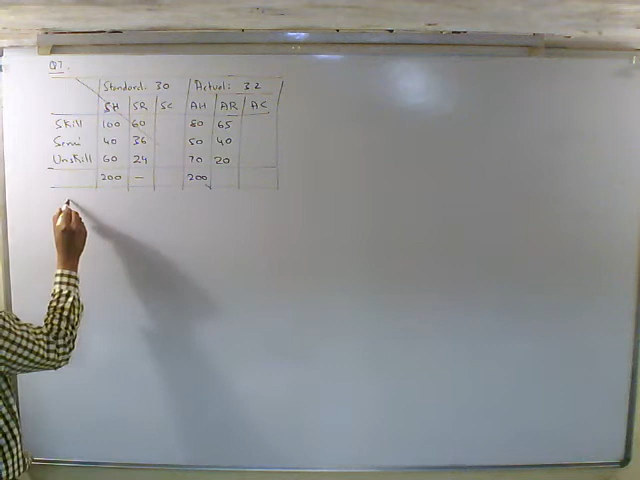 Q7.
Standard: 30 Actual: 32
SH SR SC AH AR AC
Skill 100 60 80 65
Semi 40 36 50 40
Unskill 60 24 70 20
200 — 200